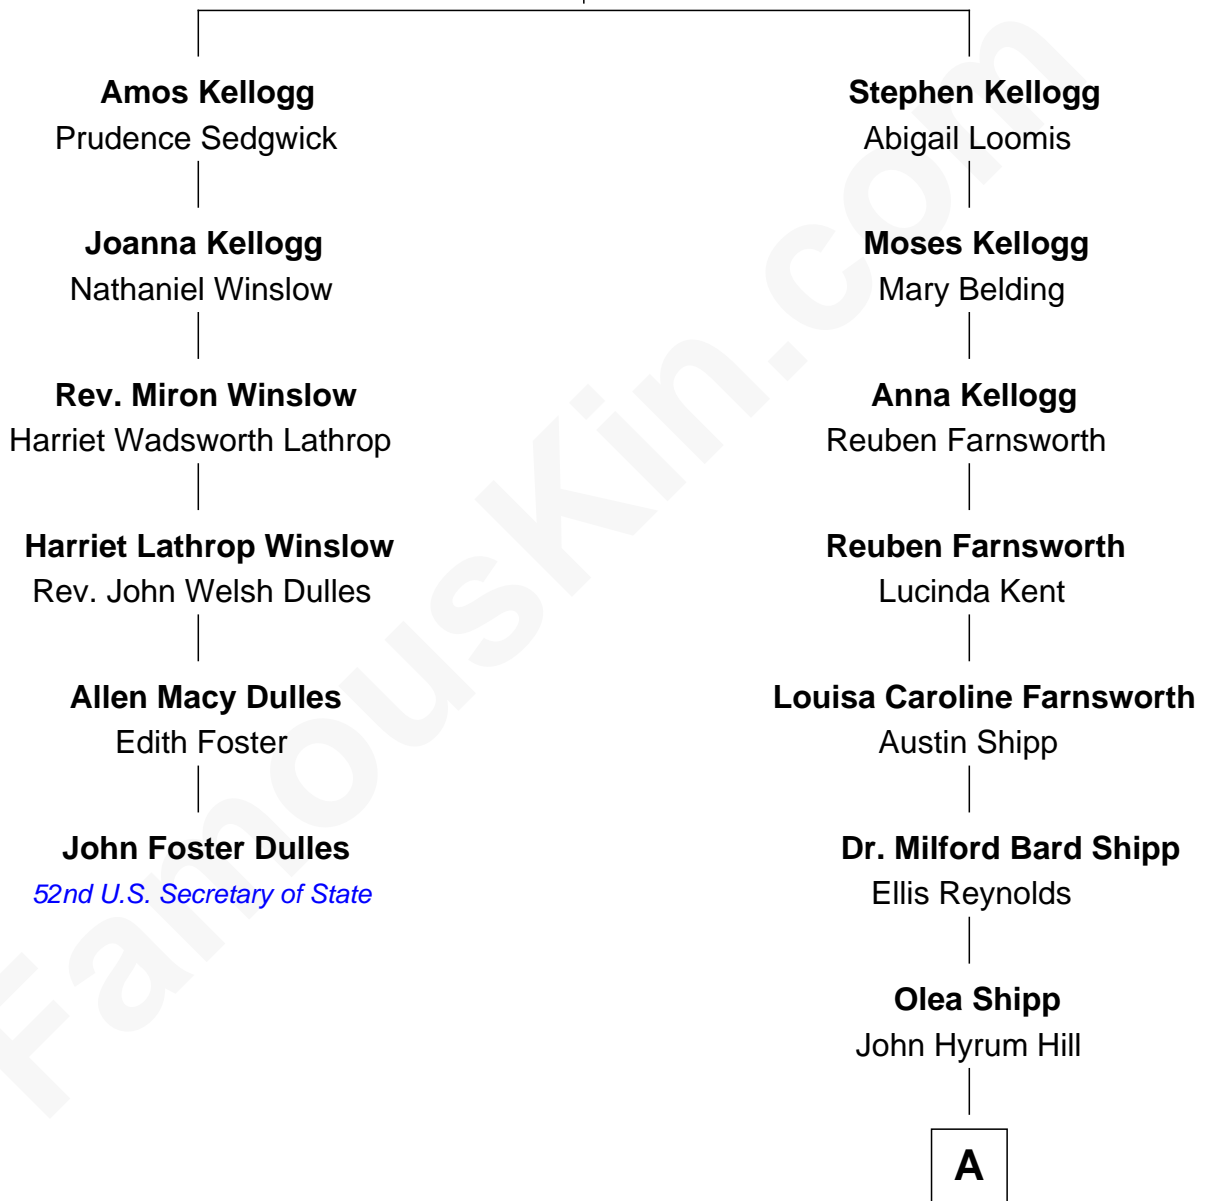 Amos Kellogg
Prudence Sedgwick
Joanna Kellogg
Nathaniel Winslow
Rev. Miron Winslow
Harriet Wadsworth Lathrop
Harriet Lathrop Winslow
Rev. John Welsh Dulles
Allen Macy Dulles
Edith Foster
John Foster Dulles
52nd U.S. Secretary of State
Stephen Kellogg
Abigail Loomis
Moses Kellogg
Mary Belding
Anna Kellogg
Reuben Farnsworth
Reuben Farnsworth
Lucinda Kent
Louisa Caroline Farnsworth
Austin Shipp
Dr. Milford Bard Shipp
Ellis Reynolds
Olea Shipp
John Hyrum Hill
A
FamousKin.com